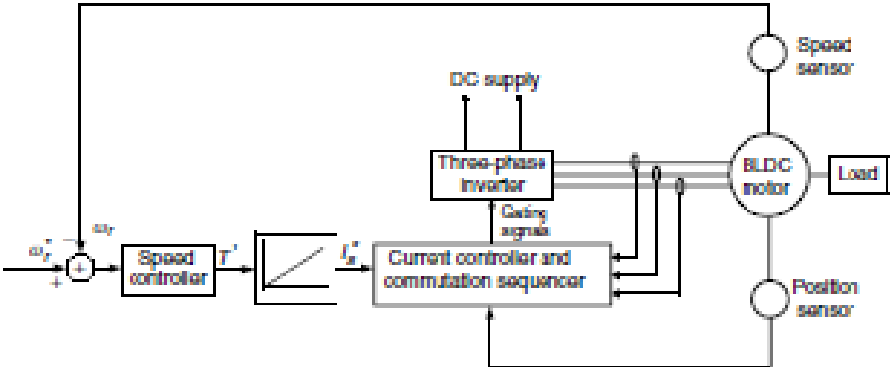 Speed
sensor
DC supply
Three-phase
inverter
BLDC
motor
Load
Gating
signals
ωr* − ωr
+
+
Speed
controller
T*
Current controller and
commutation sequencer
Position
sensor